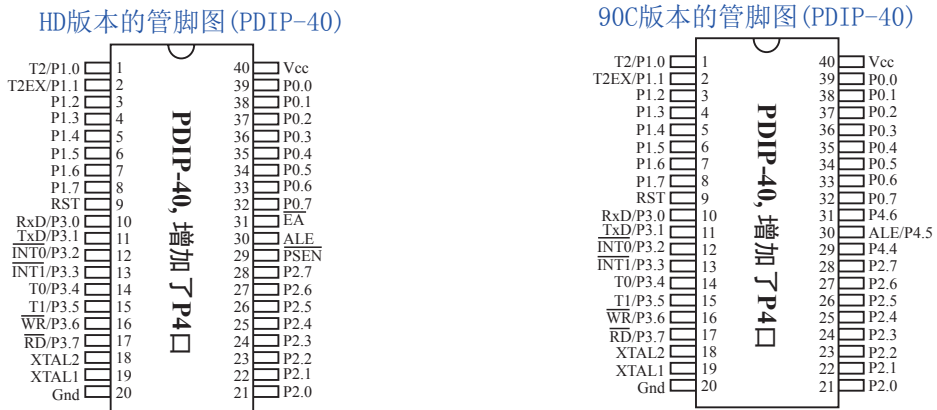 HD版本的管脚图(PDIP-40)
T2/P1.0 1 40 Vcc
T2EX/P1.1 2 39 P0.0
P1.2 3 38 P0.1
P1.3 4 37 P0.2
P1.4 5 36 P0.3
P1.5 6 35 P0.4
P1.6 7 34 P0.5
P1.7 8 33 P0.6
RST 9 32 P0.7
RxD/P3.0 10 31 EA
TxD/P3.1 11 30 ALE
INT0/P3.2 12 29 PSEN
INT1/P3.3 13 28 P2.7
T0/P3.4 14 27 P2.6
T1/P3.5 15 26 P2.5
WR/P3.6 16 25 P2.4
RD/P3.7 17 24 P2.3
XTAL2 18 23 P2.2
XTAL1 19 22 P2.1
Gnd 20 21 P2.0
PDIP-40, 增加了P4口
90C版本的管脚图(PDIP-40)
T2/P1.0 1 40 Vcc
T2EX/P1.1 2 39 P0.0
P1.2 3 38 P0.1
P1.3 4 37 P0.2
P1.4 5 36 P0.3
P1.5 6 35 P0.4
P1.6 7 34 P0.5
P1.7 8 33 P0.6
RST 9 32 P0.7
RxD/P3.0 10 31 P4.6
TxD/P3.1 11 30 ALE/P4.5
INT0/P3.2 12 29 P4.4
INT1/P3.3 13 28 P2.7
T0/P3.4 14 27 P2.6
T1/P3.5 15 26 P2.5
WR/P3.6 16 25 P2.4
RD/P3.7 17 24 P2.3
XTAL2 18 23 P2.2
XTAL1 19 22 P2.1
Gnd 20 21 P2.0
PDIP-40, 增加了P4口